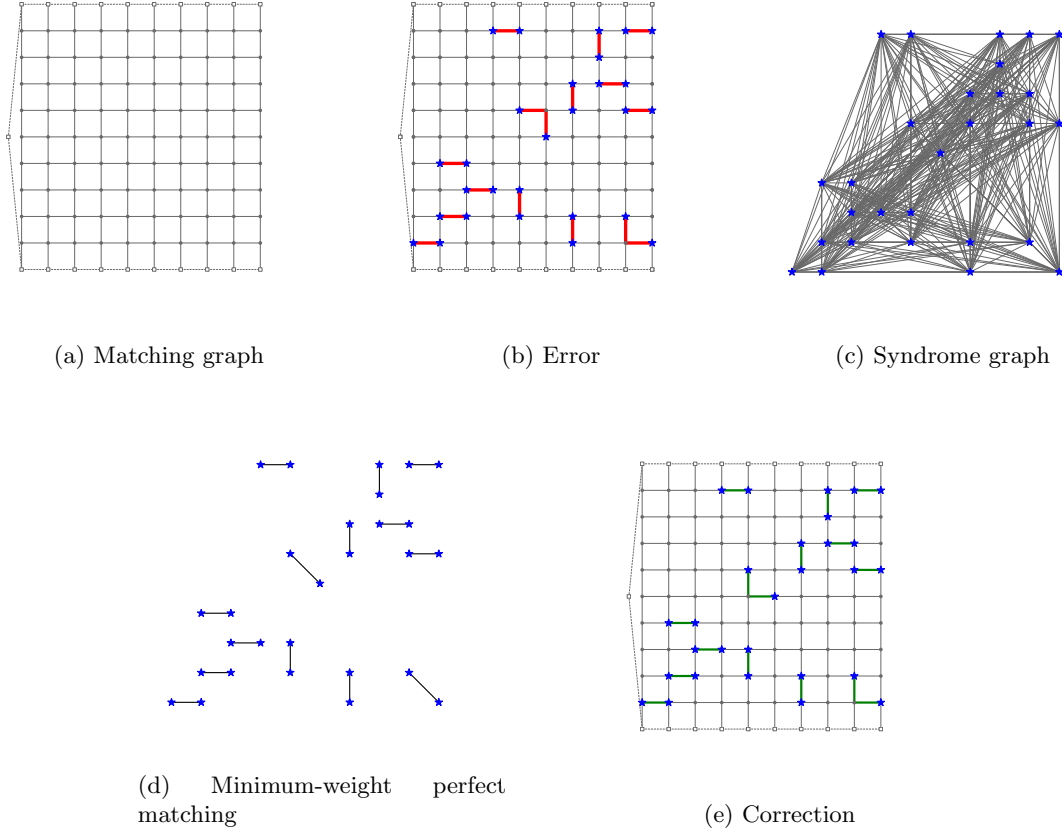 (a) Matching graph
(b) Error
(c) Syndrome graph
(d) Minimum-weight perfect
matching
(e) Correction